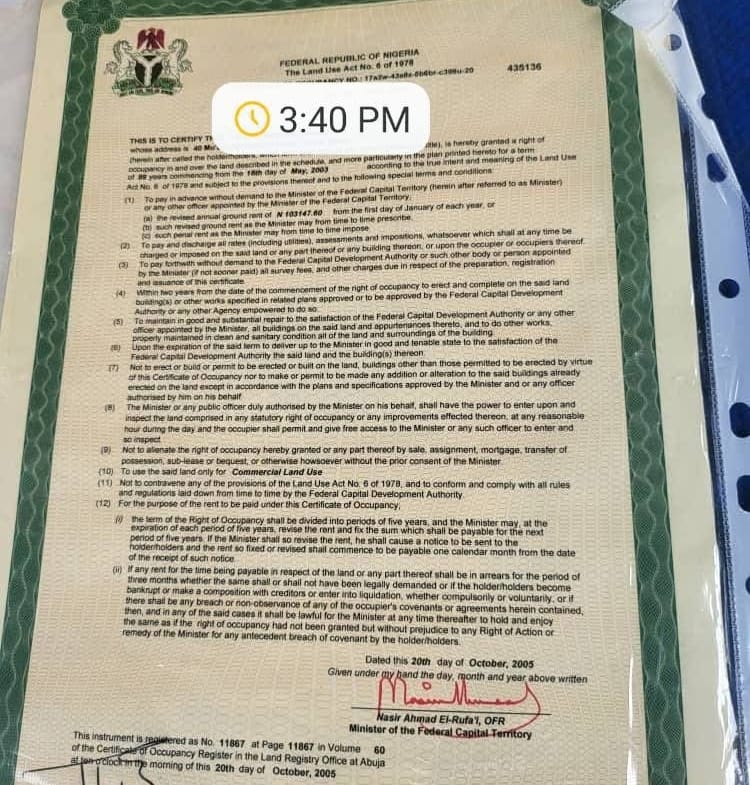 FEDERAL REPUBLIC OF NIGERIA
The Land Use Act No. 6 of 1978
435136
3:40 PM
THIS IS TO CERTIFY
whose address is 40 is hereby granted a right of
(herein after called the
occupancy in and over the land described in the schedule, and more particularly in the plan printed hereto for a term
of 99 years commencing from the 18th day of May, 2003 according to the true intent and meaning of the Land Use
Act No. 6 of 1978 and subject to the provisions thereof and to the following special terms and conditions:
(1) To pay in advance without demand to the Minister of the Federal Capital Territory (herein after referred to as Minister)
or any other officer appointed by the Minister of the Federal Capital Territory:
(a) the revised annual ground rent of N 103147.60 from the first day of January of each year, or
(b) such revised ground rent as the Minister may from time to time prescribe.
(c) such penal rent as the Minister may from time to time impose
(2) To pay and discharge all rates (including utilities), assessments and impositions, whatsoever which shall at any time be
charged or imposed on the said land or any part thereof or any building thereon, or upon the occupier or occupiers thereof.
(3) To pay forthwith without demand to the Federal Capital Development Authority or such other body or person appointed
by the Minister (if not sooner paid) all survey fees, and other charges due in respect of the preparation, registration
and issuance of this certificate.
(4) Within two years from the date of the commencement of the right of occupancy to erect and complete on the said land
building(s) or other works specified in related plans approved or to be approved by the Federal Capital Development
Authority or any other Agency empowered to do so.
(5) To maintain in good and substantial repair to the satisfaction of the Federal Capital Development Authority or any other
officer appointed by the Minister, all buildings on the said land and appurtenances thereto, and to do other works,
properly maintained in clean and sanitary condition all of the land and surroundings of the building.
(6) Upon the expiration of the said term to deliver up to the Minister in good and tenable state to the satisfaction of the
Federal Capital Development Authority the said land and the building(s) thereon.
(7) Not to erect or build or permit to be erected or built on the land, buildings other than those permitted to be erected by virtue
of this Certificate of Occupancy nor to make or permit to be made any addition or alteration to the said buildings already
erected on the land except in accordance with the plans and specifications approved by the Minister and or any officer
authorised by him on his behalf
(8) The Minister or any public officer duly authorised by the Minister on his behalf, shall have the power to enter upon and
inspect the land comprised in any statutory right of occupancy or any improvements effected thereon, at any reasonable
hour during the day and the occupier shall permit and give free access to the Minister or any such officer to enter and
so inspect
(9) Not to alienate the right of occupancy hereby granted or any part thereof by sale, assignment, mortgage, transfer of
possession, sub-lease or bequest, or otherwise howsoever without the prior consent of the Minister.
(10) To use the said land only for Commercial Land Use
(11) Not to contravene any of the provisions of the Land Use Act No. 6 of 1978, and to conform and comply with all rules
and regulations laid down from time to time by the Federal Capital Development Authority.
(12) For the purpose of the rent to be paid under this Certificate of Occupancy:
(i) the term of the Right of Occupancy shall be divided into periods of five years, and the Minister may, at the
expiration of each period of five years, revise the rent and fix the sum which shall be payable for the next
period of five years. If the Minister shall so revise the rent, he shall cause a notice to be sent to the
holder/holders and the rent so fixed or revised shall commence to be payable one calendar month from the date
of the receipt of such notice.
(ii) If any rent for the time being payable in respect of the land or any part thereof shall be in arrears for the period of
three months whether the same shall or shall not have been legally demanded or if the holder/holders become
bankrupt or make a composition with creditors or enter into liquidation, whether compulsorily or voluntarily, or if
there shall be any breach or non-observance of any of the occupier's covenants or agreements herein contained,
then, and in any of the said cases it shall be lawful for the Minister at any time thereafter to hold and enjoy
the same as if the right of occupancy had not been granted but without prejudice to any Right of Action or
remedy of the Minister for any antecedent breach of covenant by the holder/holders.
Dated this 20th day of October, 2005
Given under my hand the day, month and year above written
Nasir Ahmad El-Rufa'i, OFR
Minister of the Federal Capital Territory
This instrument is registered as No. 11867 at Page 11867 in Volume 60
of the Certificate of Occupancy Register in the Land Registry Office at Abuja
at ten o'clock in the morning of this 20th day of October, 2005